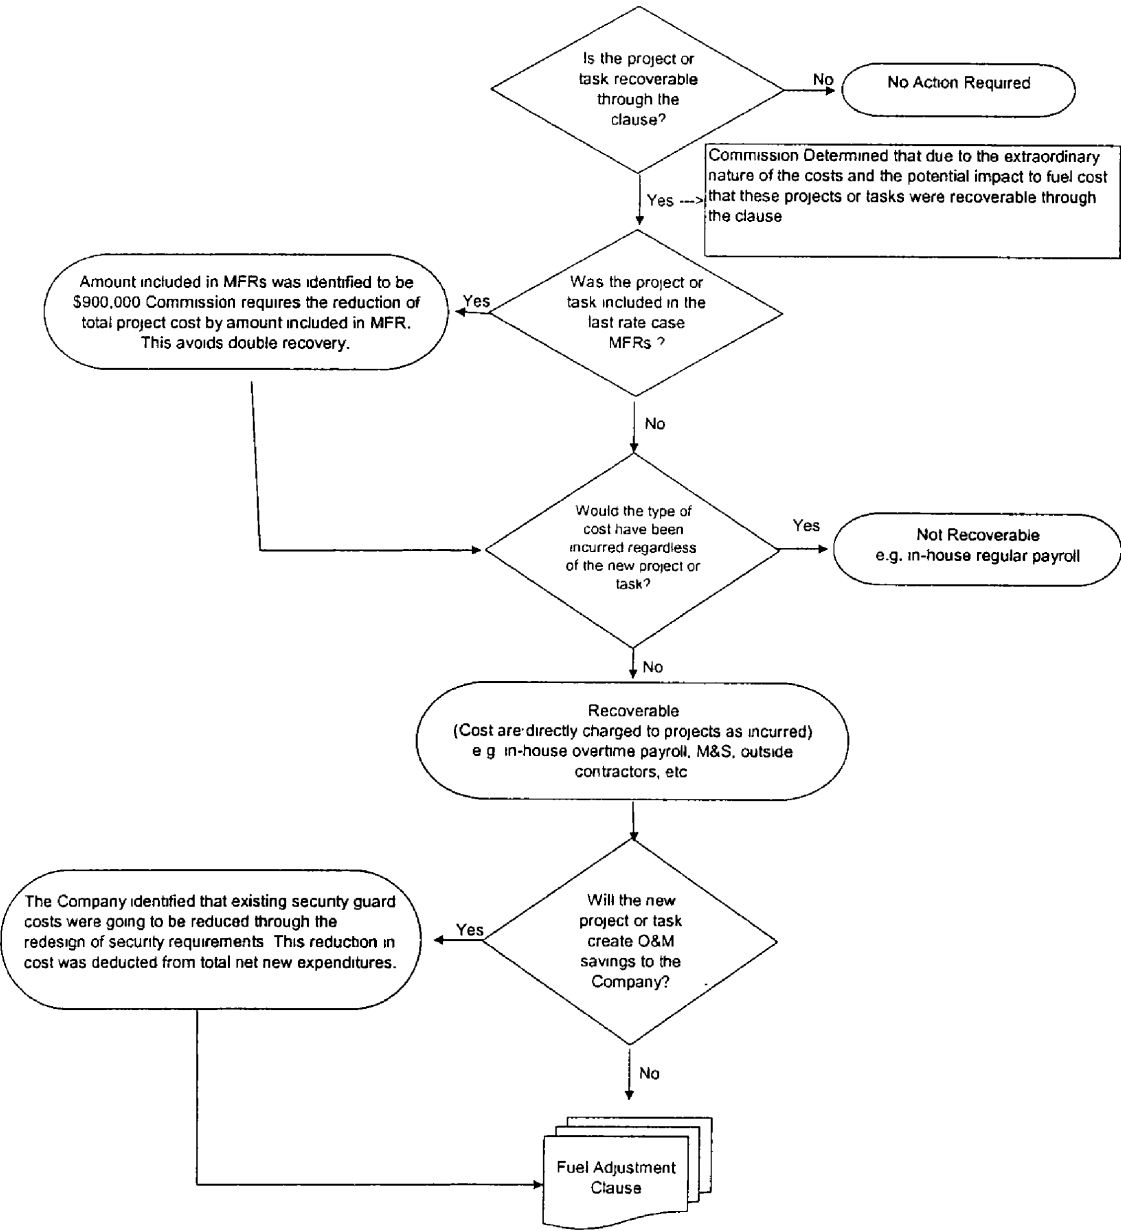 Is the project or
task recoverable
through the
clause?
No
No Action Required
Yes --->
Commission Determined that due to the extraordinary
nature of the costs and the potential impact to fuel cost
that these projects or tasks were recoverable through
the clause
Was the project or
task included in the
last rate case
MFRs ?
Yes
Amount included in MFRs was identified to be
$900,000 Commission requires the reduction of
total project cost by amount included in MFR.
This avoids double recovery.
No
Would the type of
cost have been
incurred regardless
of the new project or
task?
Yes
Not Recoverable
e.g. in-house regular payroll
No
Recoverable
(Cost are directly charged to projects as incurred)
e g in-house overtime payroll, M&S, outside
contractors, etc
Will the new
project or task
create O&M
savings to the
Company?
Yes
The Company identified that existing security guard
costs were going to be reduced through the
redesign of security requirements This reduction in
cost was deducted from total net new expenditures.
No
Fuel Adjustment
Clause